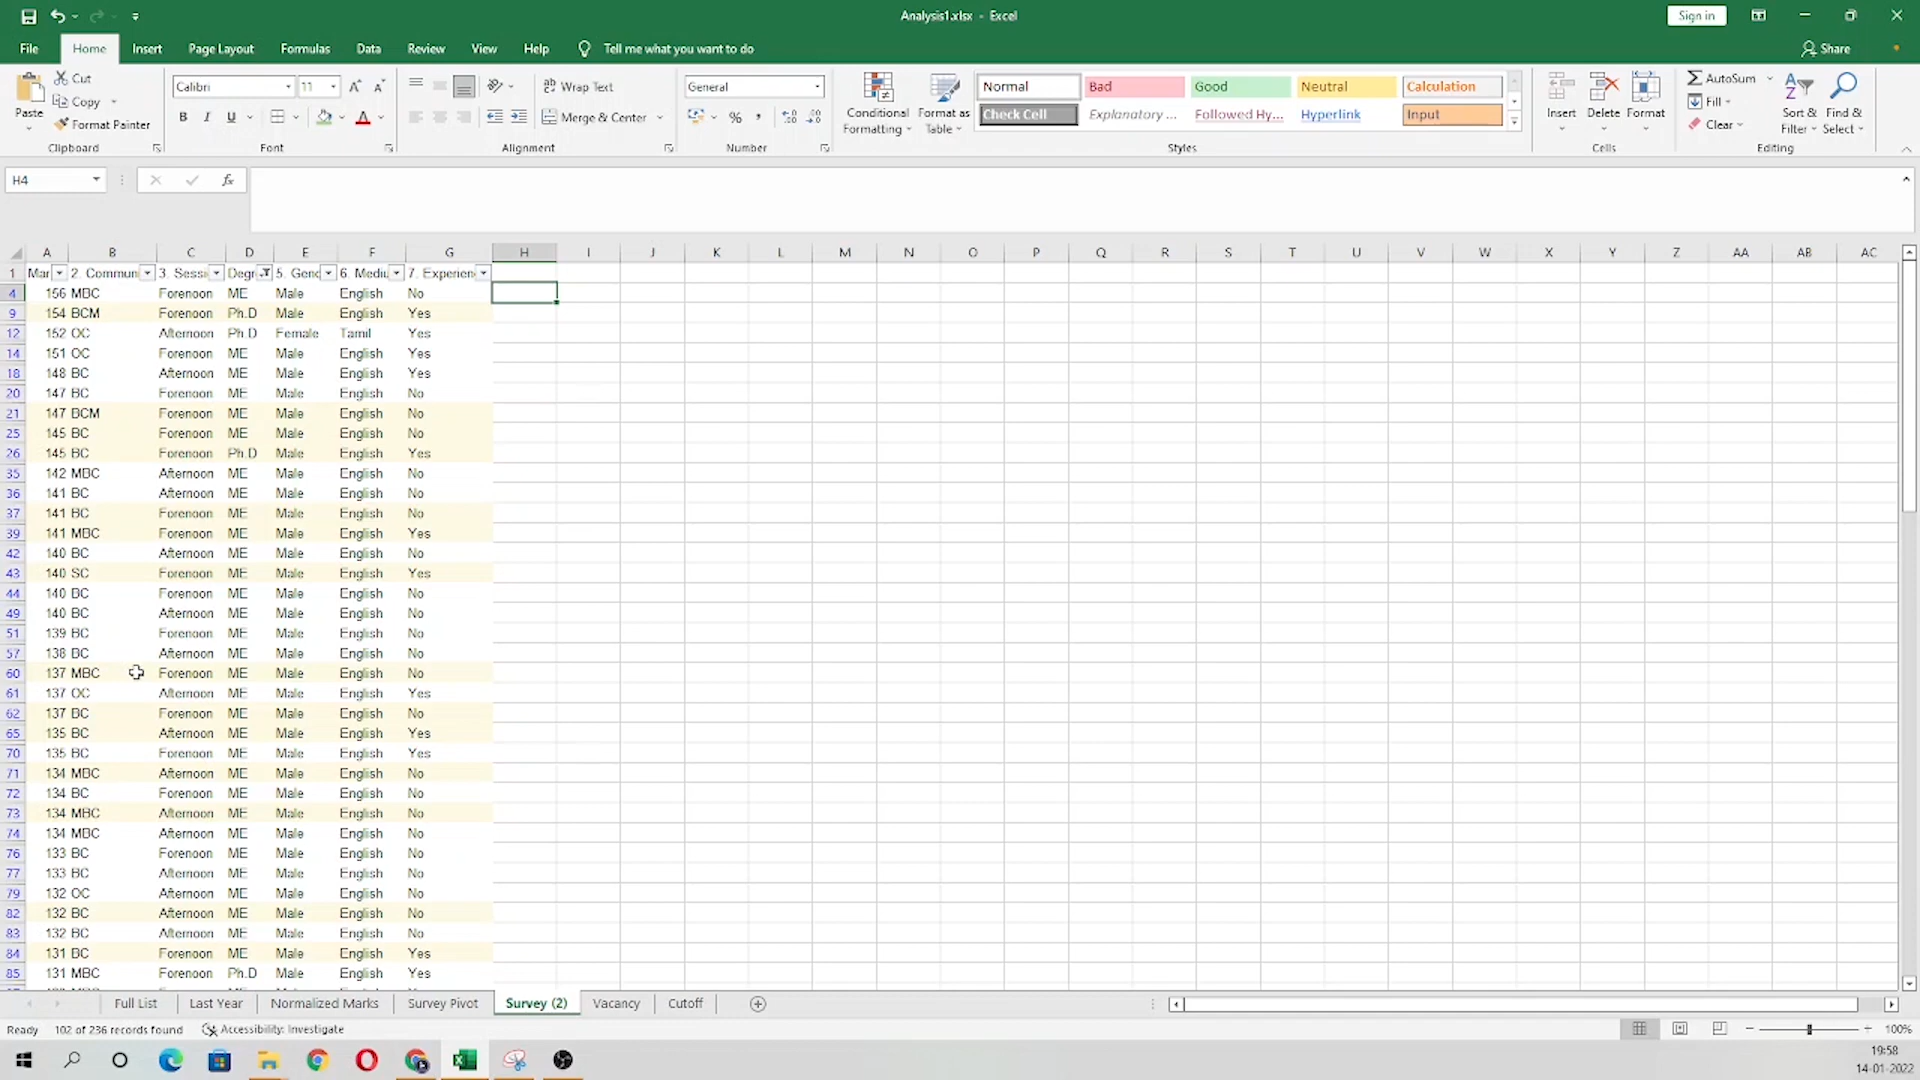 Analysis1.xlsx - Excel
Sign in
File Home Insert Page Layout Formulas Data Review View Help Tell me what you want to do Share
Paste Cut Copy Format Painter Clipboard
Calibri 11 B I U A Font
Wrap Text Merge & Center Alignment
General % Number
Conditional Formatting Format as Table
Normal Bad Good Neutral Calculation
Check Cell Explanatory ... Followed Hy... Hyperlink Input
Styles
Insert Delete Format Cells
AutoSum Fill Clear Sort & Filter Find & Select Editing
H4 fx
A B C D E F G H I J K L M N O P Q R S T U V W X Y Z AA AB AC
1 Mar 2. Commun 3. Sessi Degr 5. Gend 6. Mediu 7. Experien
4 156 MBC Forenoon ME Male English No
9 154 BCM Forenoon Ph.D Male English Yes
12 152 OC Afternoon Ph.D Female Tamil Yes
14 151 OC Forenoon ME Male English Yes
18 148 BC Afternoon ME Male English Yes
20 147 BC Forenoon ME Male English No
21 147 BCM Forenoon ME Male English No
25 145 BC Forenoon ME Male English No
26 145 BC Forenoon Ph.D Male English Yes
35 142 MBC Afternoon ME Male English No
36 141 BC Afternoon ME Male English No
37 141 BC Forenoon ME Male English No
39 141 MBC Forenoon ME Male English Yes
42 140 BC Afternoon ME Male English No
43 140 SC Forenoon ME Male English Yes
44 140 BC Forenoon ME Male English No
49 140 BC Afternoon ME Male English No
51 139 BC Forenoon ME Male English No
57 138 BC Afternoon ME Male English No
60 137 MBC Forenoon ME Male English No
61 137 OC Afternoon ME Male English Yes
62 137 BC Forenoon ME Male English No
65 135 BC Afternoon ME Male English Yes
70 135 BC Forenoon ME Male English Yes
71 134 MBC Afternoon ME Male English No
72 134 BC Forenoon ME Male English No
73 134 MBC Afternoon ME Male English No
74 134 MBC Afternoon ME Male English No
76 133 BC Forenoon ME Male English No
77 133 BC Afternoon ME Male English No
79 132 OC Afternoon ME Male English No
82 132 BC Afternoon ME Male English No
83 132 BC Afternoon ME Male English No
84 131 BC Forenoon ME Male English Yes
85 131 MBC Forenoon Ph.D Male English Yes
Full List Last Year Normalized Marks Survey Pivot Survey (2) Vacancy Cutoff
Ready 102 of 236 records found Accessibility: Investigate 100%
19:58
14-01-2022